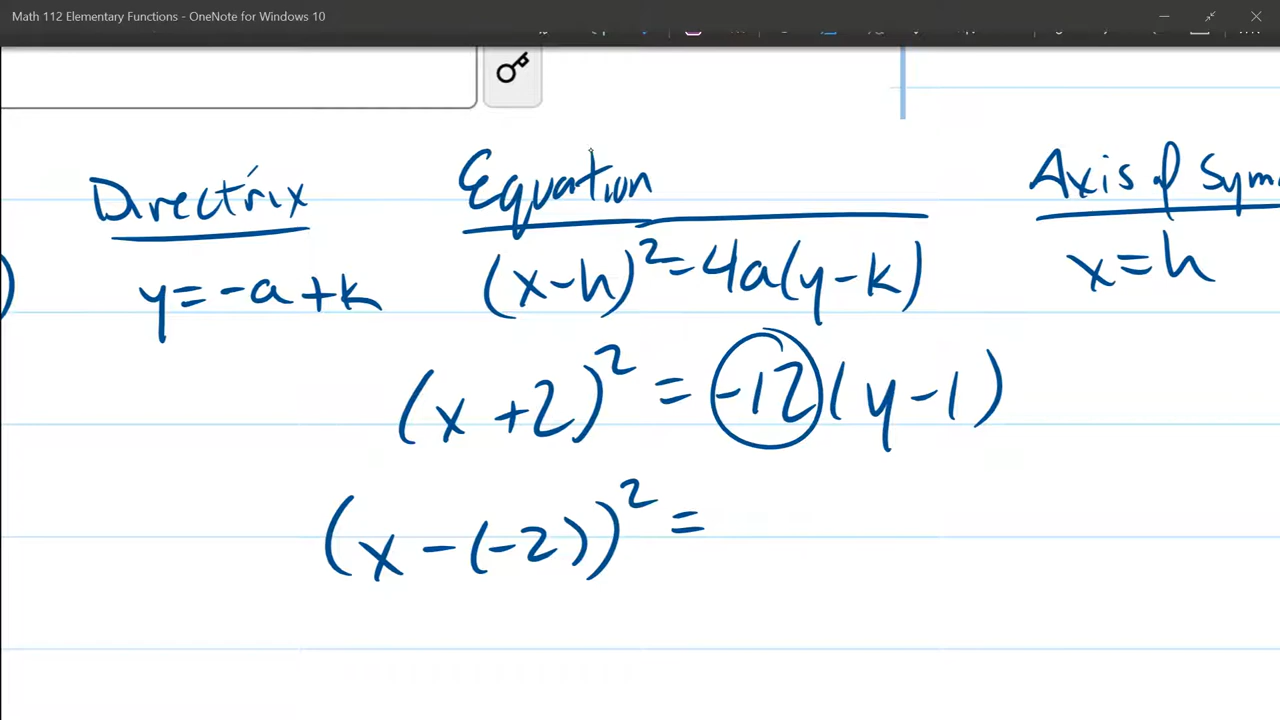 Math 112 Elementary Functions - OneNote for Windows 10
Directrix Equation Axis of Sym
y=-a+k (x-h)²=4a(y-k) x=h
)
(x+2)² = -12(y-1)
(x-(-2))² =